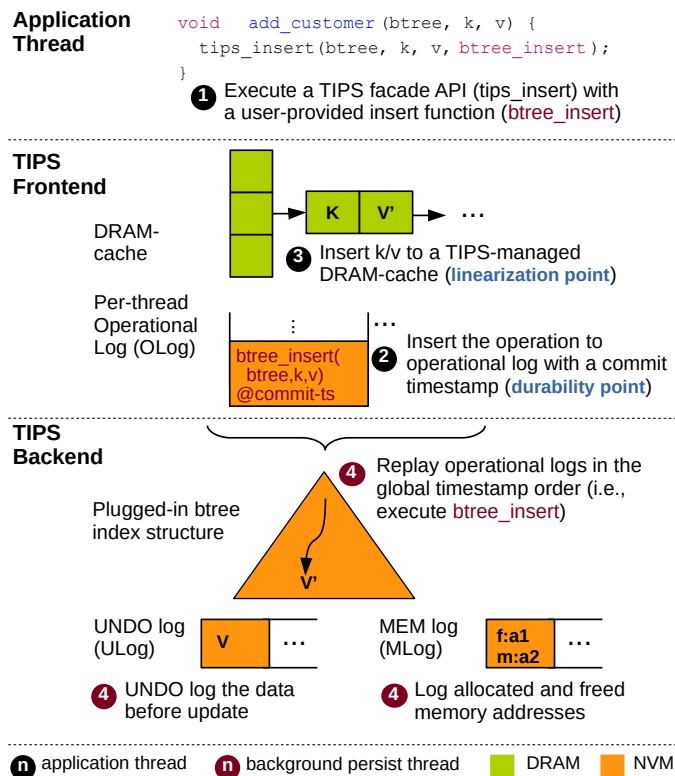 Application
Thread
void add_customer (btree, k, v) {
tips_insert(btree, k, v, btree_insert );
}
1 Execute a TIPS facade API (tips_insert) with
a user-provided insert function (btree_insert)
TIPS
Frontend
DRAM-
cache
K V' ...
3 Insert k/v to a TIPS-managed
DRAM-cache (linearization point)
Per-thread
Operational
Log (OLog)
⋮ ...
btree_insert(
btree,k,v)
@commit-ts
2 Insert the operation to
operational log with a commit
timestamp (durability point)
TIPS
Backend
4 Replay operational logs in the
global timestamp order (i.e.,
execute btree_insert)
Plugged-in btree
index structure
V'
UNDO log
(ULog)
V ...
MEM log
(MLog)
f:a1
m:a2
...
4 UNDO log the data
before update
4 Log allocated and freed
memory addresses
n application thread n background persist thread DRAM NVM